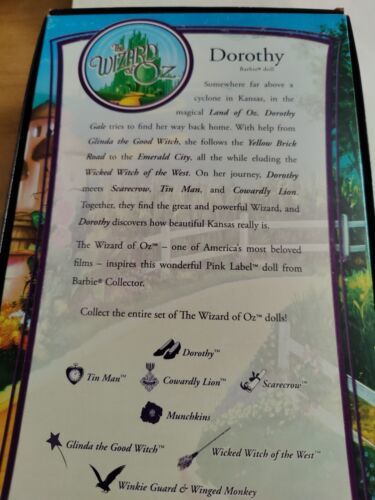 The
WIZARD
of OZ™
Dorothy
Barbie® doll
Somewhere far above a
cyclone in Kansas, in the
magical Land of Oz, Dorothy
Gale tries to find her way back home. With help from
Glinda the Good Witch, she follows the Yellow Brick
Road to the Emerald City, all the while eluding the
Wicked Witch of the West. On her journey, Dorothy
meets Scarecrow, Tin Man, and Cowardly Lion.
Together, they find the great and powerful Wizard, and
Dorothy discovers how beautiful Kansas really is.
The Wizard of Oz™ – one of America's most beloved
films – inspires this wonderful Pink Label™ doll from
Barbie® Collector.
Collect the entire set of The Wizard of Oz™ dolls!
Dorothy™
Tin Man™ Cowardly Lion™ Scarecrow™
Munchkins
Glinda the Good Witch™ Wicked Witch of the West™
Winkie Guard & Winged Monkey